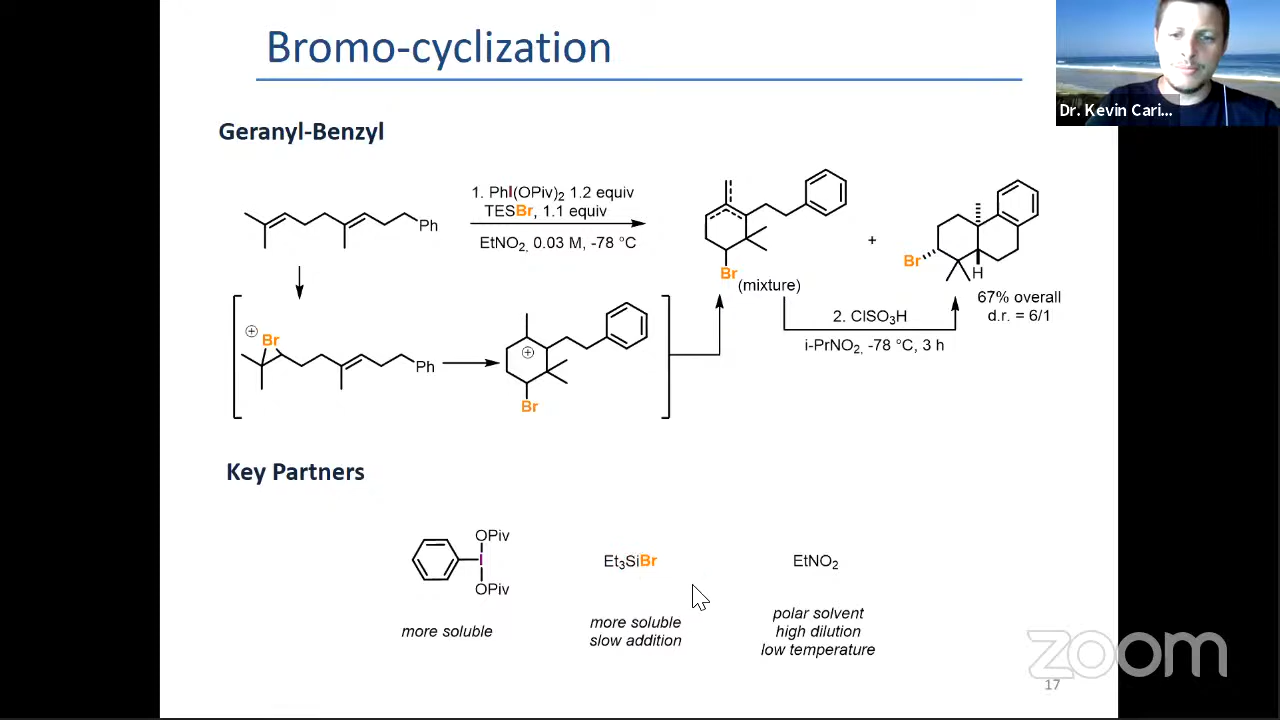 Bromo-cyclization
Dr. Kevin Cari...
Geranyl-Benzyl
1. PhI(OPiv)₂ 1.2 equiv
TESBr, 1.1 equiv
EtNO₂, 0.03 M, -78 °C
Ph
Br
(mixture)
+
Br
H
67% overall
d.r. = 6/1
2. ClSO₃H
i-PrNO₂, -78 °C, 3 h
⊕
Br
Ph
⊕
Br
Key Partners
OPiv
I
OPiv
more soluble
Et₃SiBr
more soluble
slow addition
EtNO₂
polar solvent
high dilution
low temperature
zoom
17